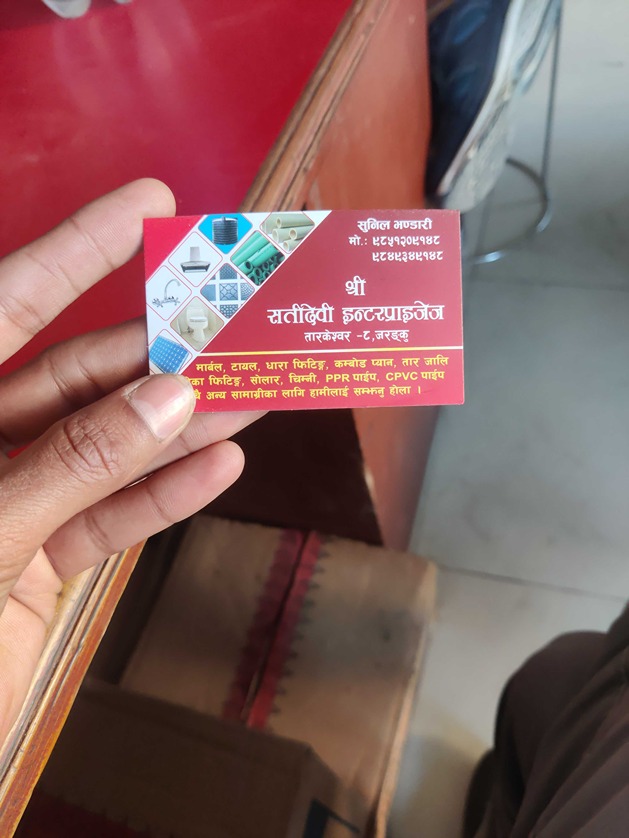 सुनिल भण्डारी
मो.: ९८५१२०९१४८
९८४९३४९१४८
श्री
सतीदेवी इन्टरप्राइजेज
तारकेश्वर -८,जरङ्कु
मार्बल, टायल, धारा फिटिङ्ग, कम्बोड प्यान, तार जालि
फिटिङ्ग, सोलार, चिम्नी, PPR पाईप, CPVC पाईप
अन्य सामाग्रीका लागि हामीलाई सम्झनु होला ।